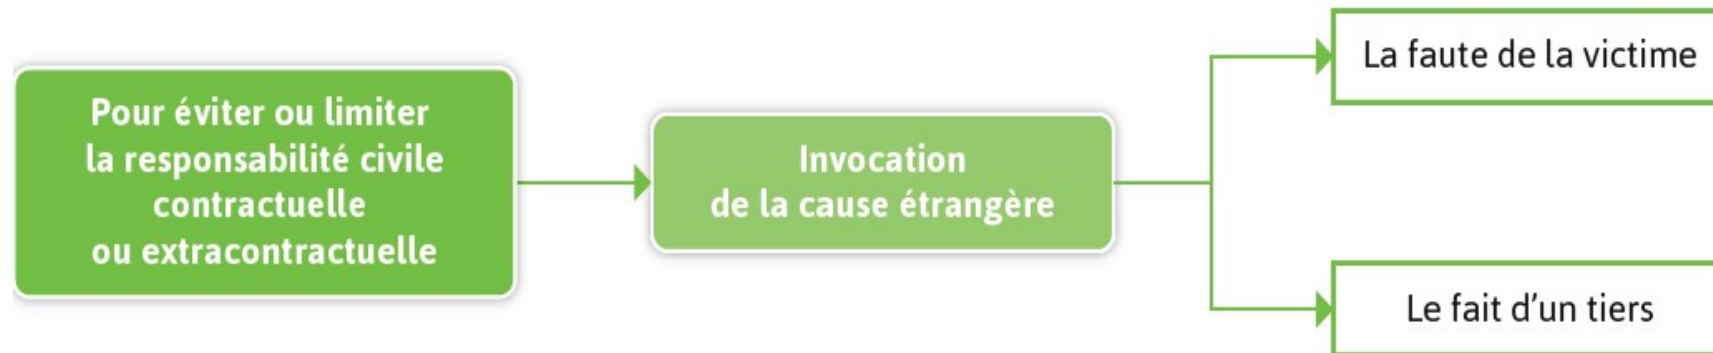 Pour éviter ou limiter
la responsabilité civile
contractuelle
ou extracontractuelle
Invocation
de la cause étrangère
La faute de la victime
Le fait d’un tiers